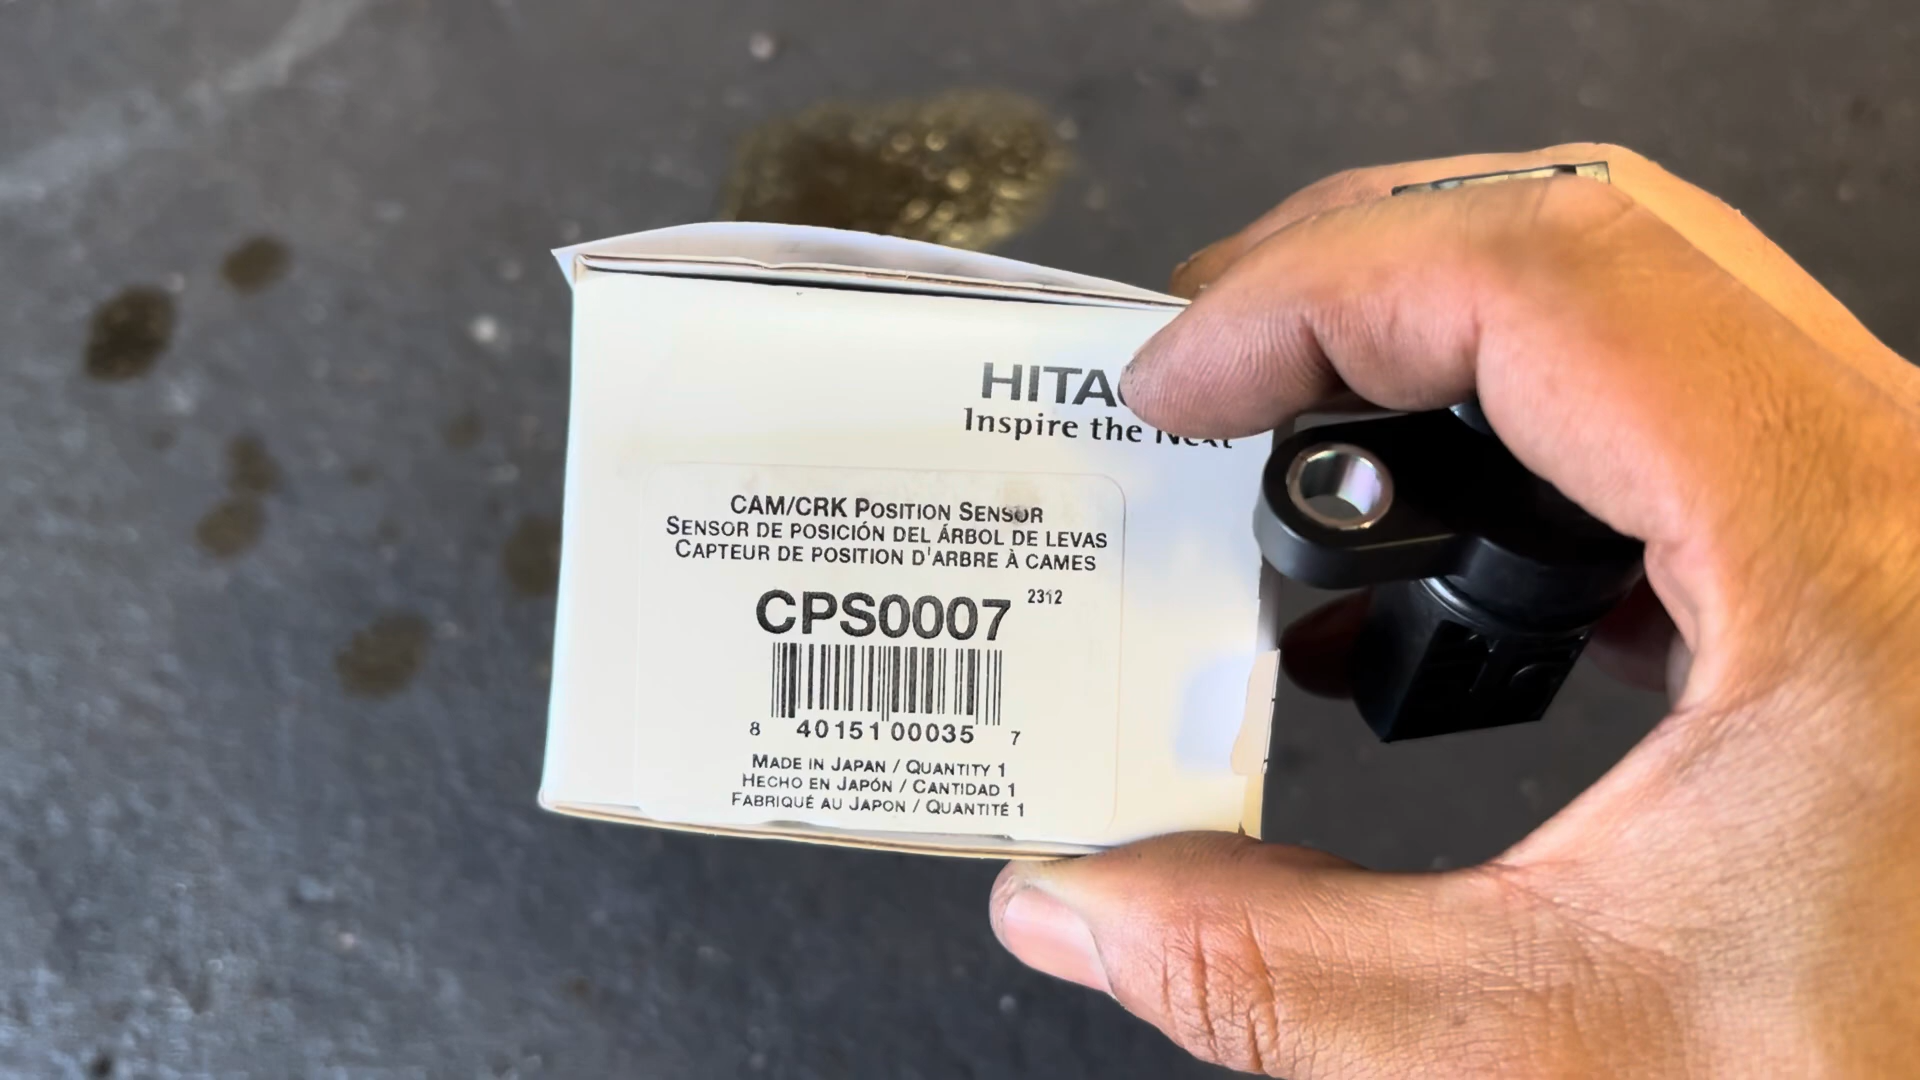 HITAC
Inspire the Next
CAM/CRK POSITION SENSOR
SENSOR DE POSICIÓN DEL ÁRBOL DE LEVAS
CAPTEUR DE POSITION D'ARBRE À CAMES
CPS0007 2312
8 40151 00035 7
MADE IN JAPAN / QUANTITY 1
HECHO EN JAPÓN / CANTIDAD 1
FABRIQUÉ AU JAPON / QUANTITÉ 1